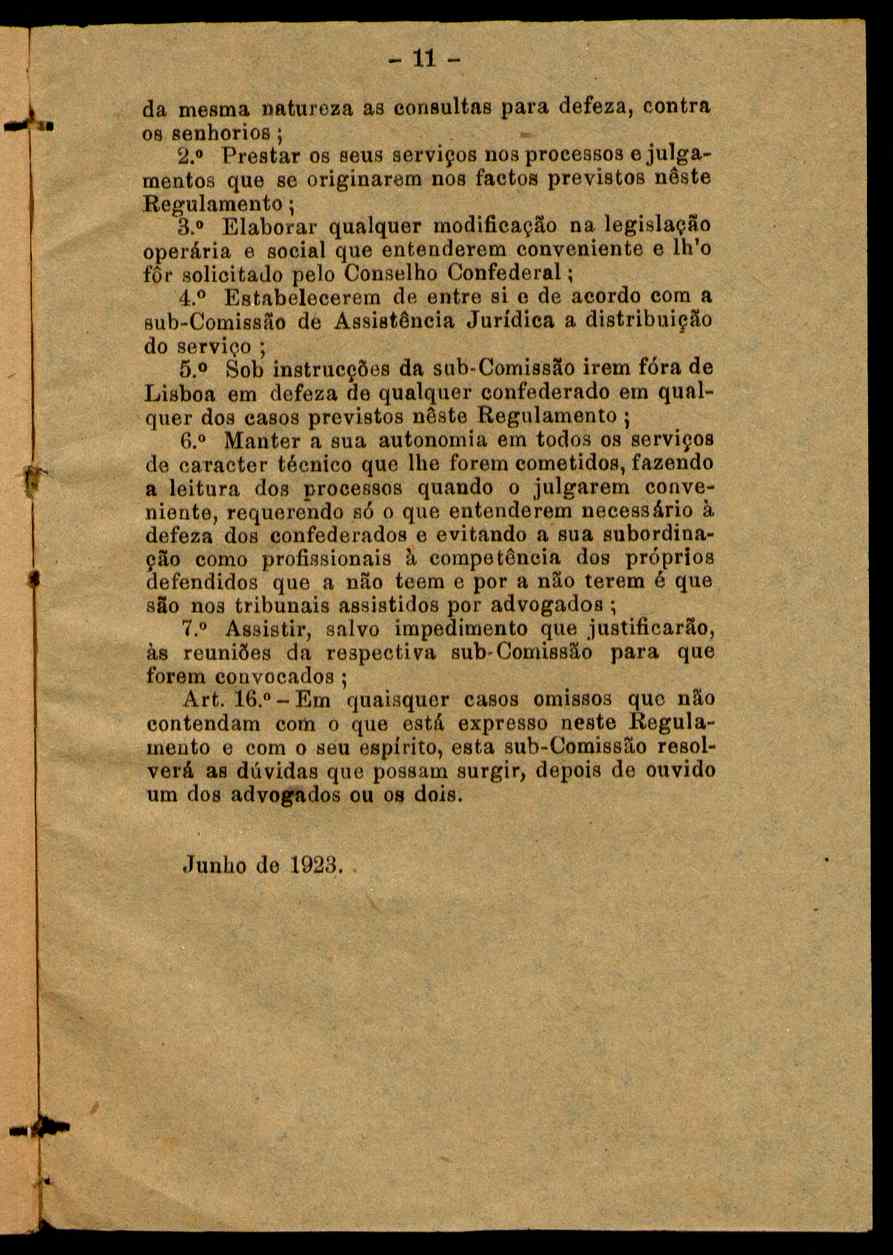 - 11 -
da mesma natureza as consultas para defeza, contra
os senhorios ;
2.º Prestar os seus serviços nos processos e julga-
mentos que se originarem nos factos previstos nêste
Regulamento ;
3.º Elaborar qualquer modificação na legislação
operária e social que entenderem conveniente e lh'o
fôr solicitado pelo Conselho Confederal ;
4.º Estabelecerem de entre si e de acordo com a
sub-Comissão de Assistência Jurídica a distribuição
do serviço ;
5.º Sob instrucções da sub-Comissão irem fóra de
Lisboa em defeza de qualquer confederado em qual-
quer dos casos previstos nêste Regulamento ;
6.º Manter a sua autonomia em todos os serviços
de caracter técnico que lhe forem cometidos, fazendo
a leitura dos processos quando o julgarem conve-
niente, requerendo só o que entenderem necessário à
defeza dos confederados e evitando a sua subordina-
ção como profissionais à competência dos próprios
defendidos que a não teem e por a não terem é que
são nos tribunais assistidos por advogados ;
7.º Assistir, salvo impedimento que justificarão,
às reuniões da respectiva sub-Comissão para que
forem convocados ;
Art. 16.º – Em quaisquer casos omissos que não
contendam com o que está expresso neste Regula-
mento e com o seu espírito, esta sub-Comissão resol-
verá as dúvidas que possam surgir, depois de ouvido
um dos advogados ou os dois.
Junho de 1923.